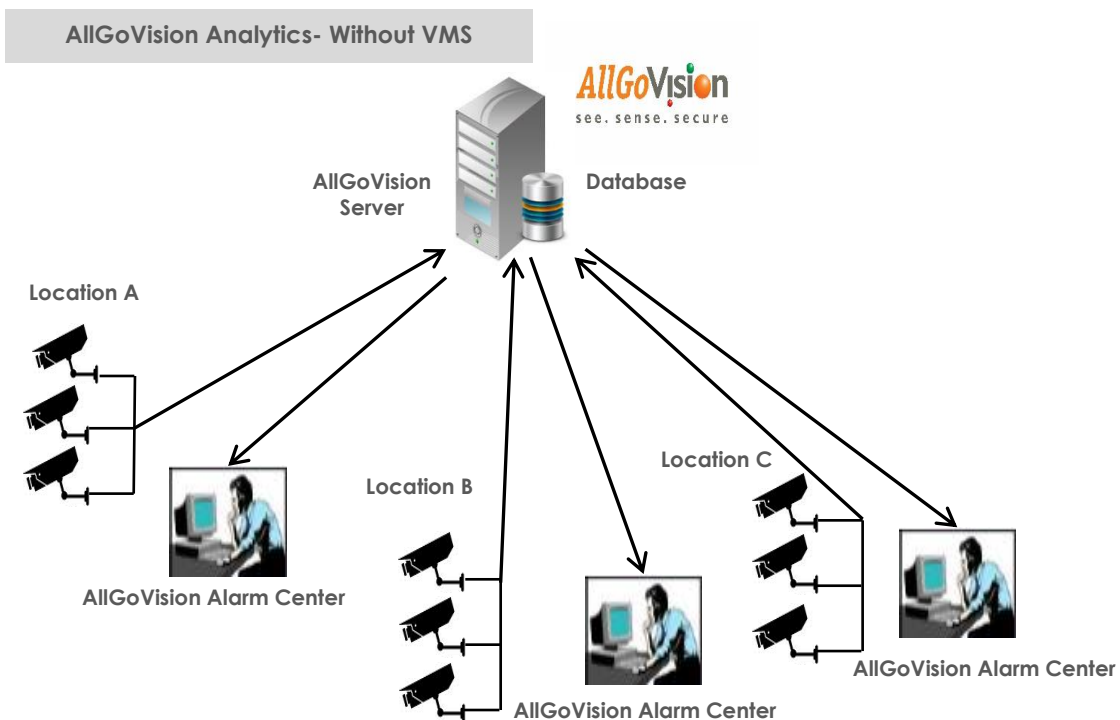 AllGoVision Analytics- Without VMS
AllGoVision
see. sense. secure
AllGoVision
Server
Database
Location A
Location B
Location C
AllGoVision Alarm Center
AllGoVision Alarm Center
AllGoVision Alarm Center